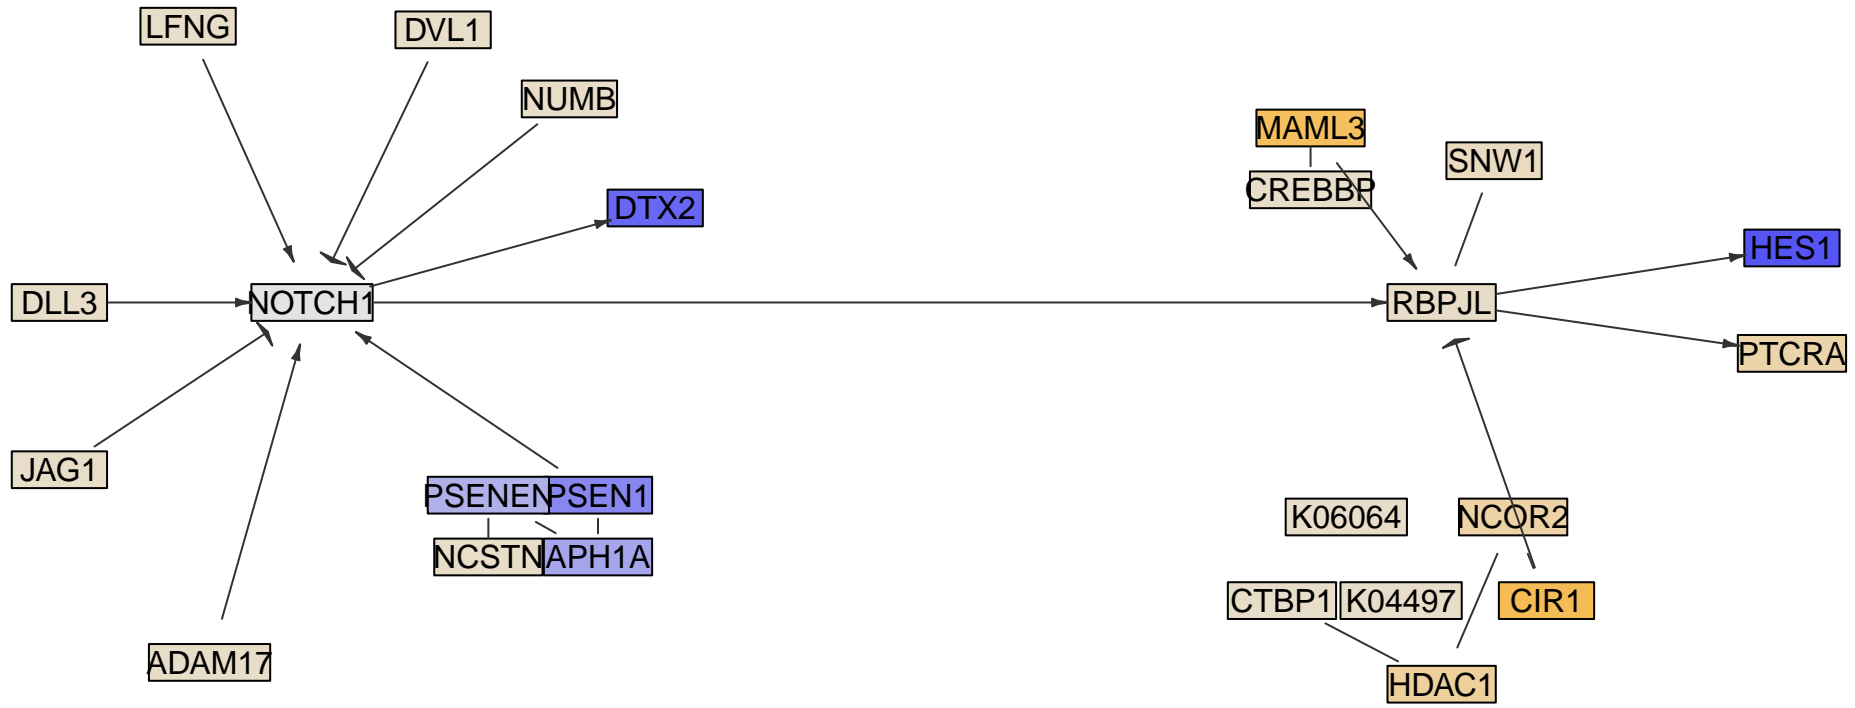 LFNG
DVL1
NUMB
MAML3
SNW1
CREBBP
DTX2
HES1
DLL3
NOTCH1
RBPJL
PTCRA
JAG1
PSENEN
PSEN1
K06064
NCOR2
NCSTN
APH1A
CTBP1
K04497
CIR1
ADAM17
HDAC1